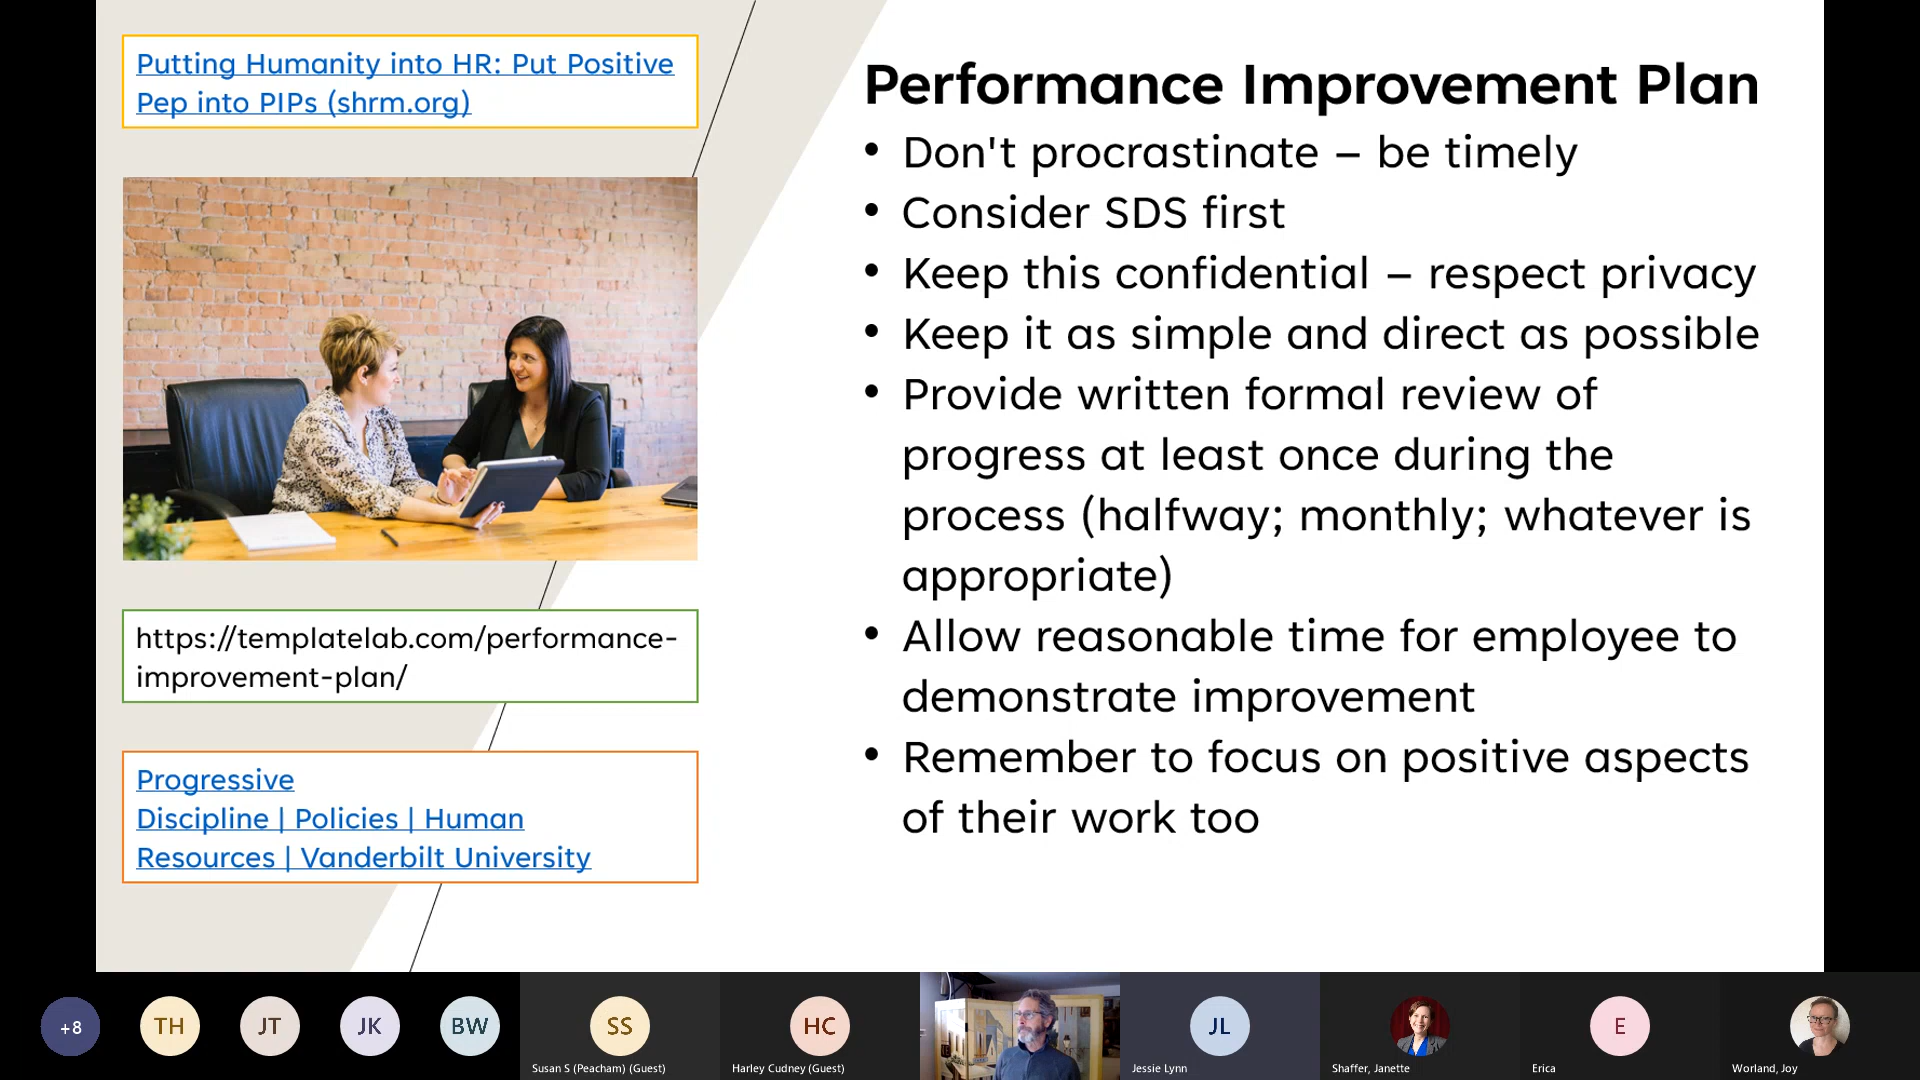 Putting Humanity into HR: Put Positive
Pep into PIPs (shrm.org)
https://templatelab.com/performance-
improvement-plan/
Progressive
Discipline | Policies | Human
Resources | Vanderbilt University
Performance Improvement Plan
• Don't procrastinate – be timely
• Consider SDS first
• Keep this confidential – respect privacy
• Keep it as simple and direct as possible
• Provide written formal review of
progress at least once during the
process (halfway; monthly; whatever is
appropriate)
• Allow reasonable time for employee to
demonstrate improvement
• Remember to focus on positive aspects
of their work too
+8
TH
JT
JK
BW
SS
Susan S (Peacham) (Guest)
HC
Harley Cudney (Guest)
JL
Jessie Lynn
Shaffer, Janette
E
Erica
Worland, Joy